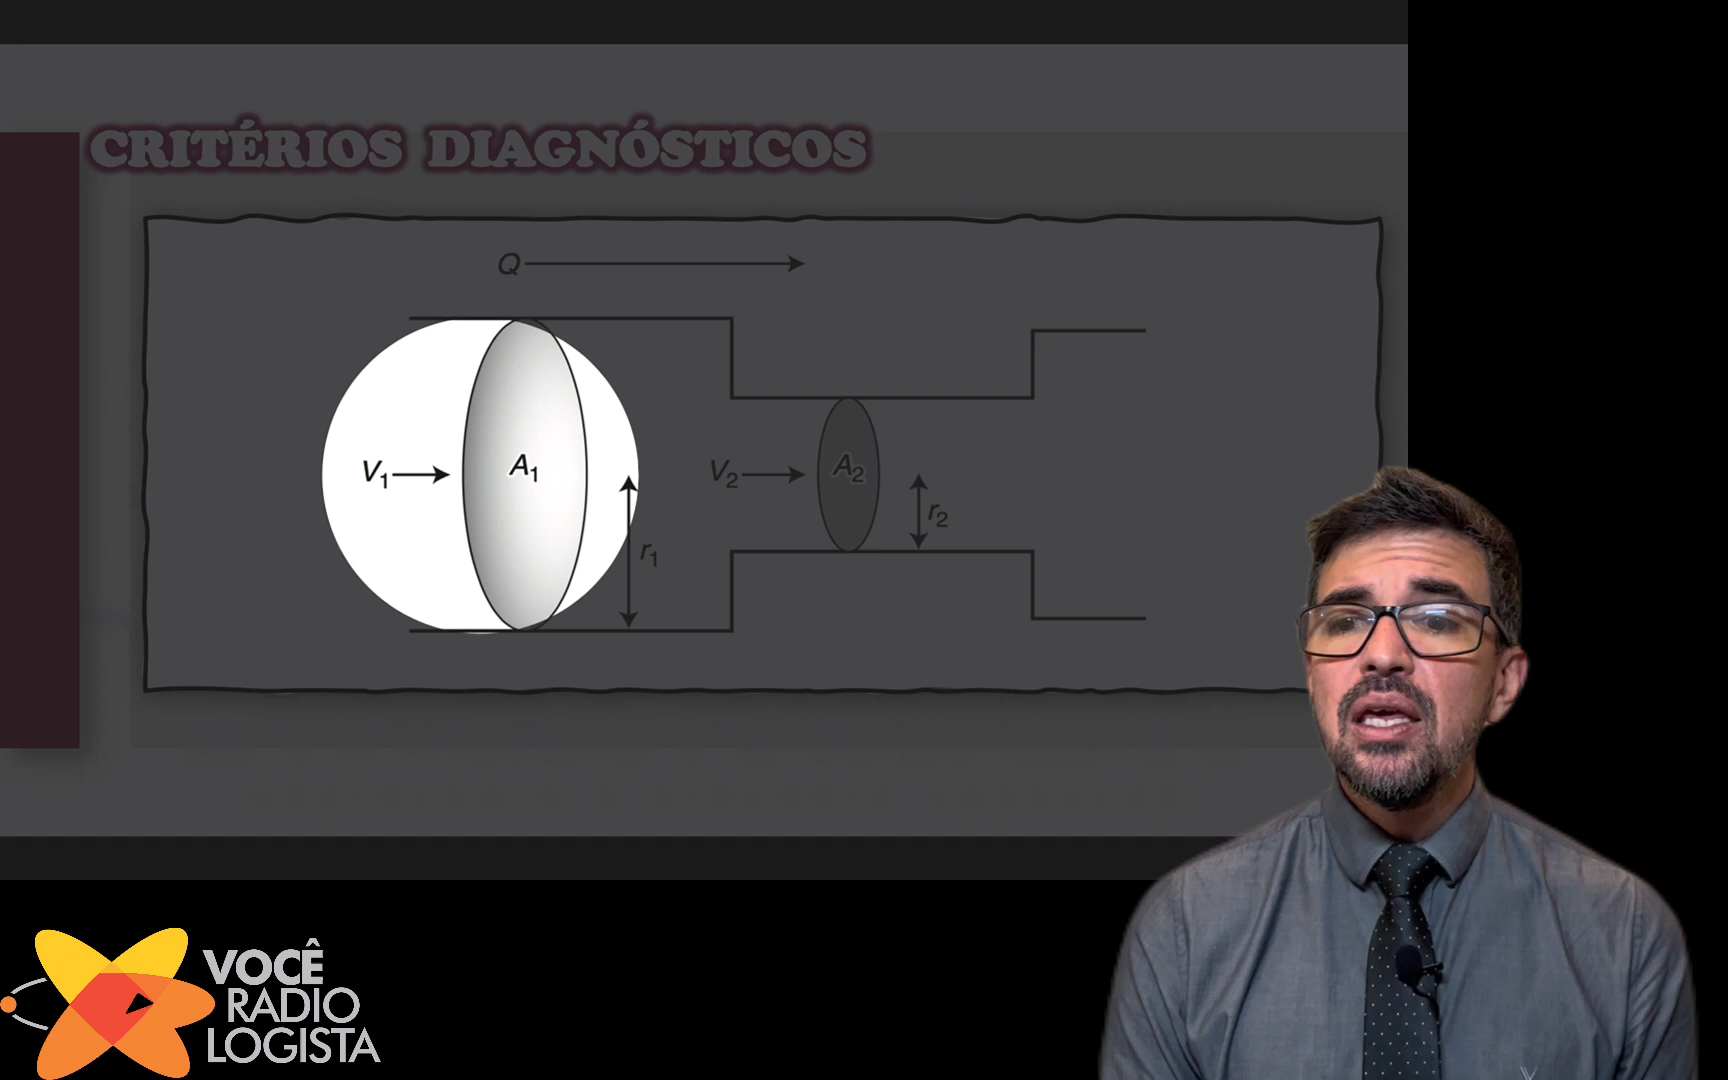 CRITÉRIOS DIAGNÓSTICOS
Q
V1 A1 V2 A2
r2
r1
VOCÊ
RADIO
LOGISTA